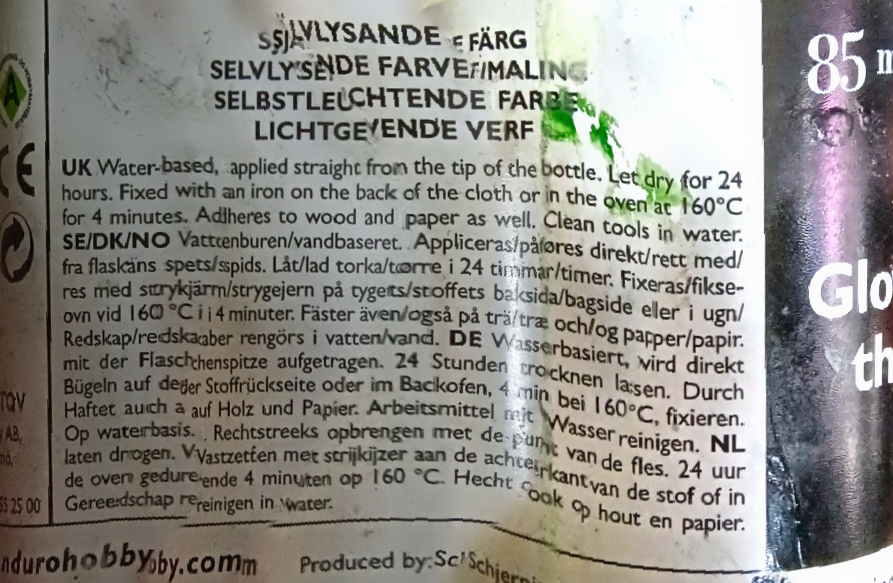 SJÄLVLYSANDE FÄRG
SELVLYSENDE FARVE/MALING
SELBSTLEUCHTENDE FARBE
LICHTGEVENDE VERF
UK Water-based, applied straight from the tip of the bottle. Let dry for 24
hours. Fixed with an iron on the back of the cloth or in the oven at 160°C
for 4 minutes. Adheres to wood and paper as well. Clean tools in water.
SE/DK/NO Vattenburen/vandbaseret. Appliceras/påføres direkt/rett med/
fra flaskans spets/spids. Låt/lad torka/tørre i 24 timmar/timer. Fixeras/fikse-
res med strykjärn/strygejern på tygets/stoffets baksida/bagside eller i ugn/
ovn vid 160 °C i 4 minuter. Fäster även/også på trä/træ och/og papper/papir.
Redskap/redskaber rengörs i vatten/vand. DE Wasserbasiert, wird direkt
mit der Flaschenspitze aufgetragen. 24 Stunden trocknen lassen. Durch
Bügeln auf der Stoffrückseite oder im Backofen, 4 min bei 160°C, fixieren.
Haftet auch auf Holz und Papier. Arbeitsmittel mit Wasser reinigen. NL
Op waterbasis. Rechtstreeks opbrengen met de punt van de fles. 24 uur
laten drogen. Vastzetten met strijkijzer aan de achterkant van de stof of in
de oven gedurende 4 minuten op 160 °C. Hecht ook op hout en papier.
Gereedschap reinigen in water.
ndurohobby.com Produced by: Schjerni
85 m
Glo
th
A
CE
TQV
AB,
55 25 00